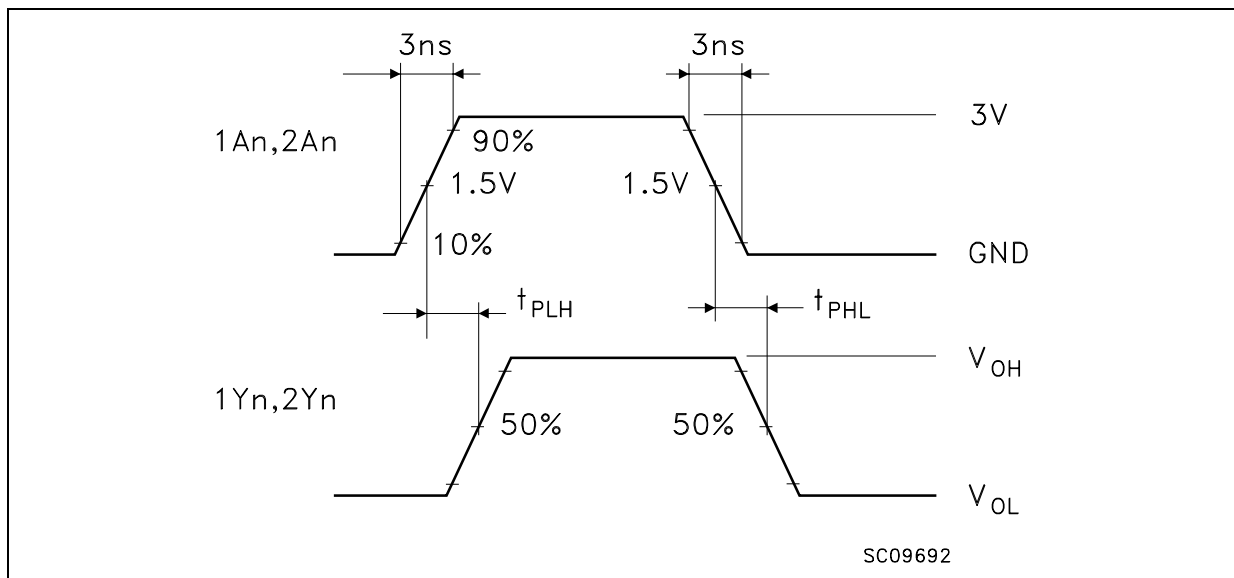 3ns 3ns
3V
1An,2An
90%
1.5V 1.5V
10%
GND
tPLH tPHL
VOH
1Yn,2Yn
50% 50%
VOL
SC09692